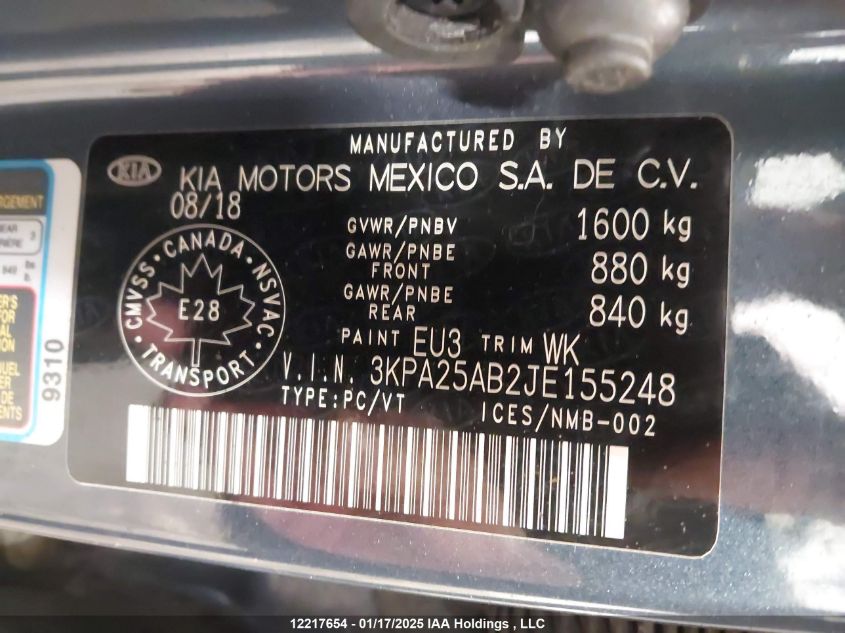 MANUFACTURED BY
KIA KIA MOTORS MEXICO S.A. DE C.V.
08/18
GVWR/PNBV 1600 kg
GAWR/PNBE FRONT 880 kg
GAWR/PNBE REAR 840 kg
CMVSS • CANADA • NSVAC • TRANSPORT •
E28
PAINT EU3 TRIM WK
V.I.N. 3KPA25AB2JE155248
TYPE:PC/VT
ICES/NMB-002
9310
12217654 - 01/17/2025 IAA Holdings , LLC